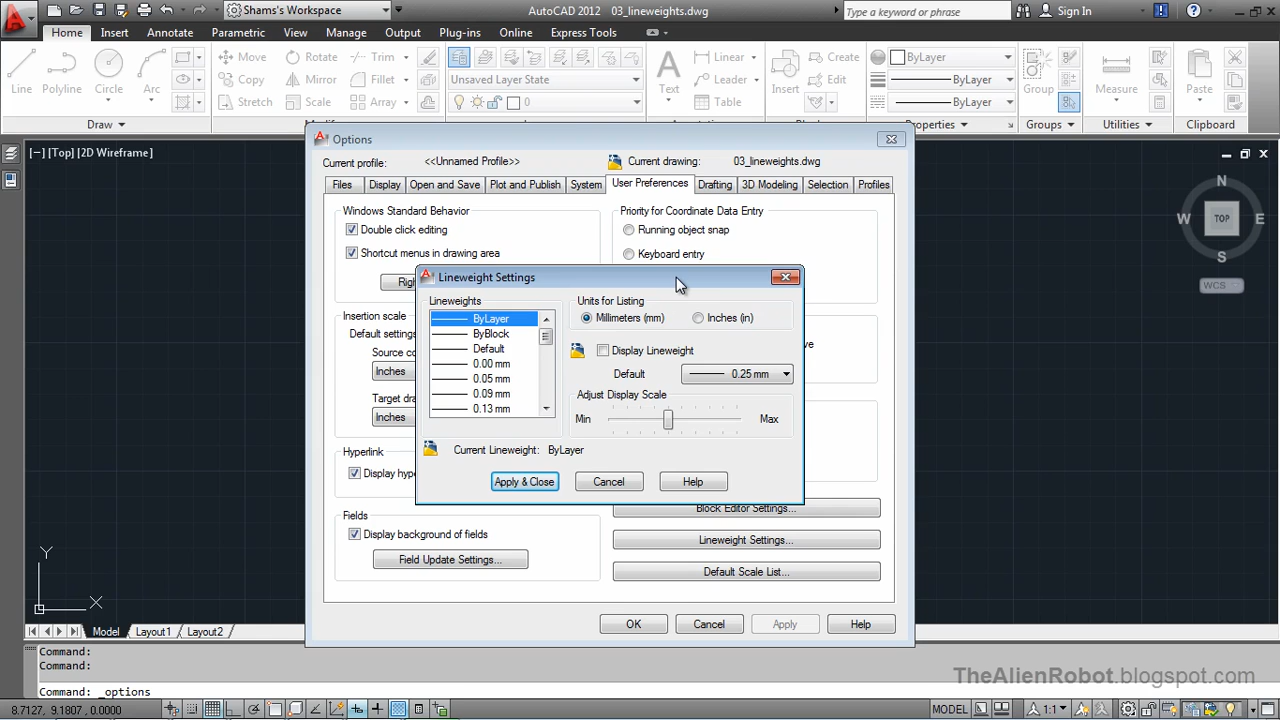 Shams's Workspace
AutoCAD 2012 03_lineweights.dwg
Type a keyword or phrase
Sign In
Home Insert Annotate Parametric View Manage Output Plug-ins Online Express Tools
Line Polyline Circle Arc
Move Rotate Trim
Copy Mirror Fillet
Stretch Scale Array
Unsaved Layer State
0
Text
Linear
Leader
Table
Insert
Create
Edit
ByLayer
ByLayer
ByLayer
Group
Measure
Paste
Draw
Properties
Groups
Utilities
Clipboard
[−] [Top] [2D Wireframe]
N
W TOP E
S
WCS
Options
Current profile: <<Unnamed Profile>> Current drawing: 03_lineweights.dwg
Files Display Open and Save Plot and Publish System User Preferences Drafting 3D Modeling Selection Profiles
Windows Standard Behavior
Double click editing
Shortcut menus in drawing area
Insertion scale
Default settings
Inches
Inches
Hyperlink
Fields
Display background of fields
Field Update Settings...
Priority for Coordinate Data Entry
Running object snap
Keyboard entry
Block Editor Settings...
Lineweight Settings...
Default Scale List...
OK Cancel Apply Help
Lineweight Settings
Lineweights
ByLayer
ByBlock
Default
0.00 mm
0.05 mm
0.09 mm
0.13 mm
Units for Listing
Millimeters (mm) Inches (in)
Display Lineweight
Default 0.25 mm
Adjust Display Scale
Min Max
Current Lineweight: ByLayer
Apply & Close Cancel Help
Y
X
Model Layout1 Layout2
Command:
Command:
Command: _options
TheAlienRobot.blogspot.com
8.7127, 9.1807, 0.0000
MODEL
1:1